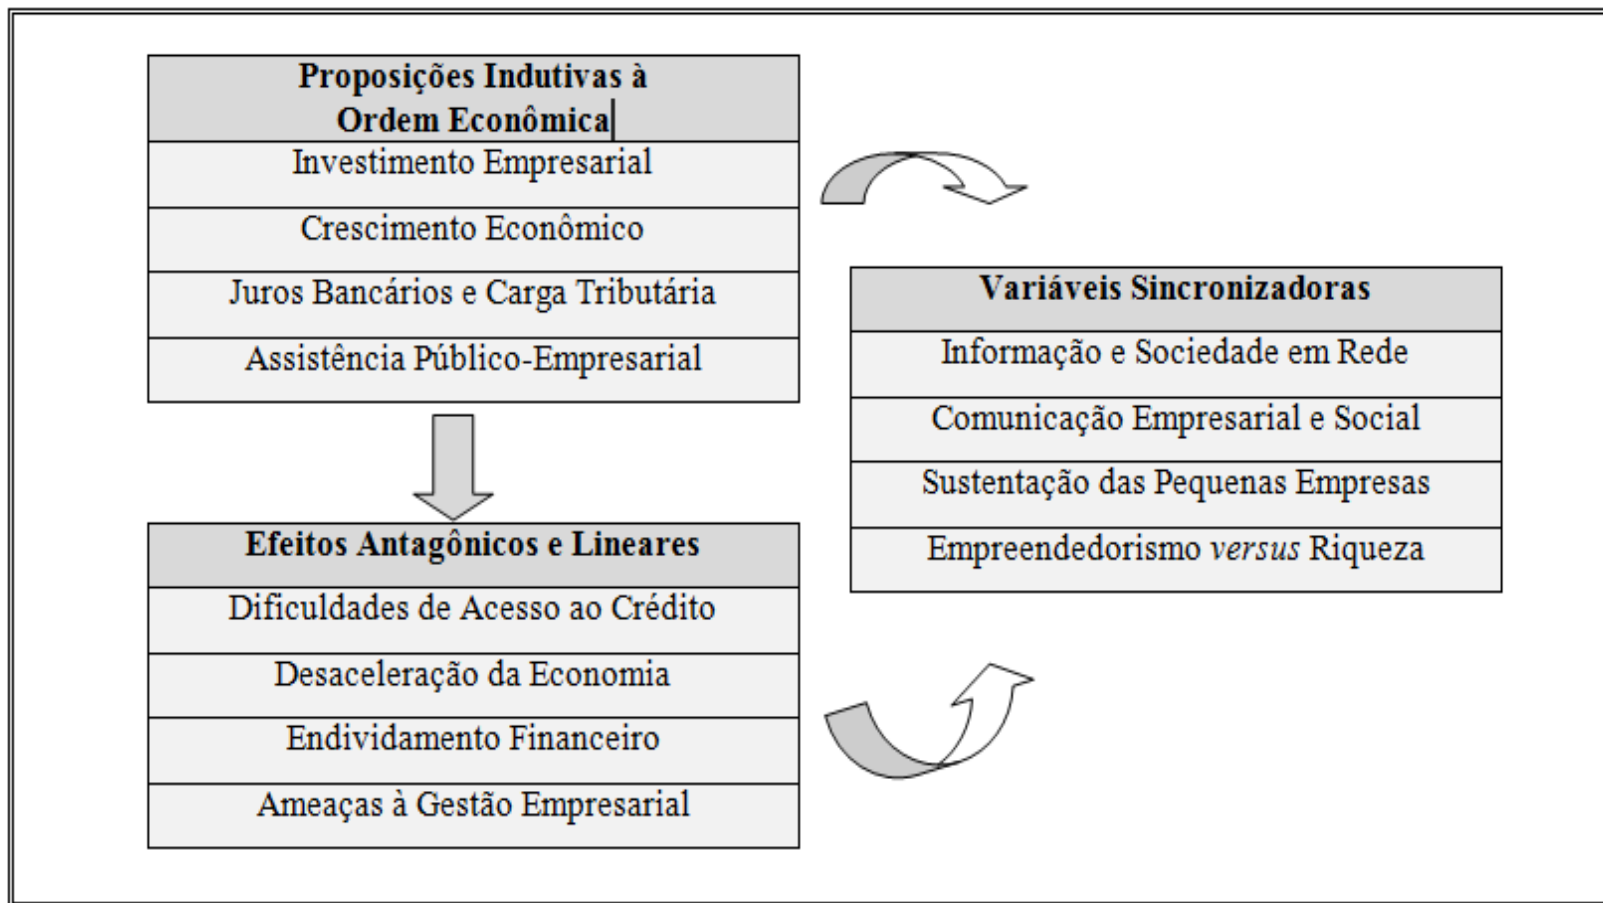 Proposições Indutivas à
Ordem Econômica
Investimento Empresarial
Crescimento Econômico
Juros Bancários e Carga Tributária
Assistência Público-Empresarial
Efeitos Antagônicos e Lineares
Dificuldades de Acesso ao Crédito
Desaceleração da Economia
Endividamento Financeiro
Ameaças à Gestão Empresarial
Variáveis Sincronizadoras
Informação e Sociedade em Rede
Comunicação Empresarial e Social
Sustentação das Pequenas Empresas
Empreendedorismo versus Riqueza